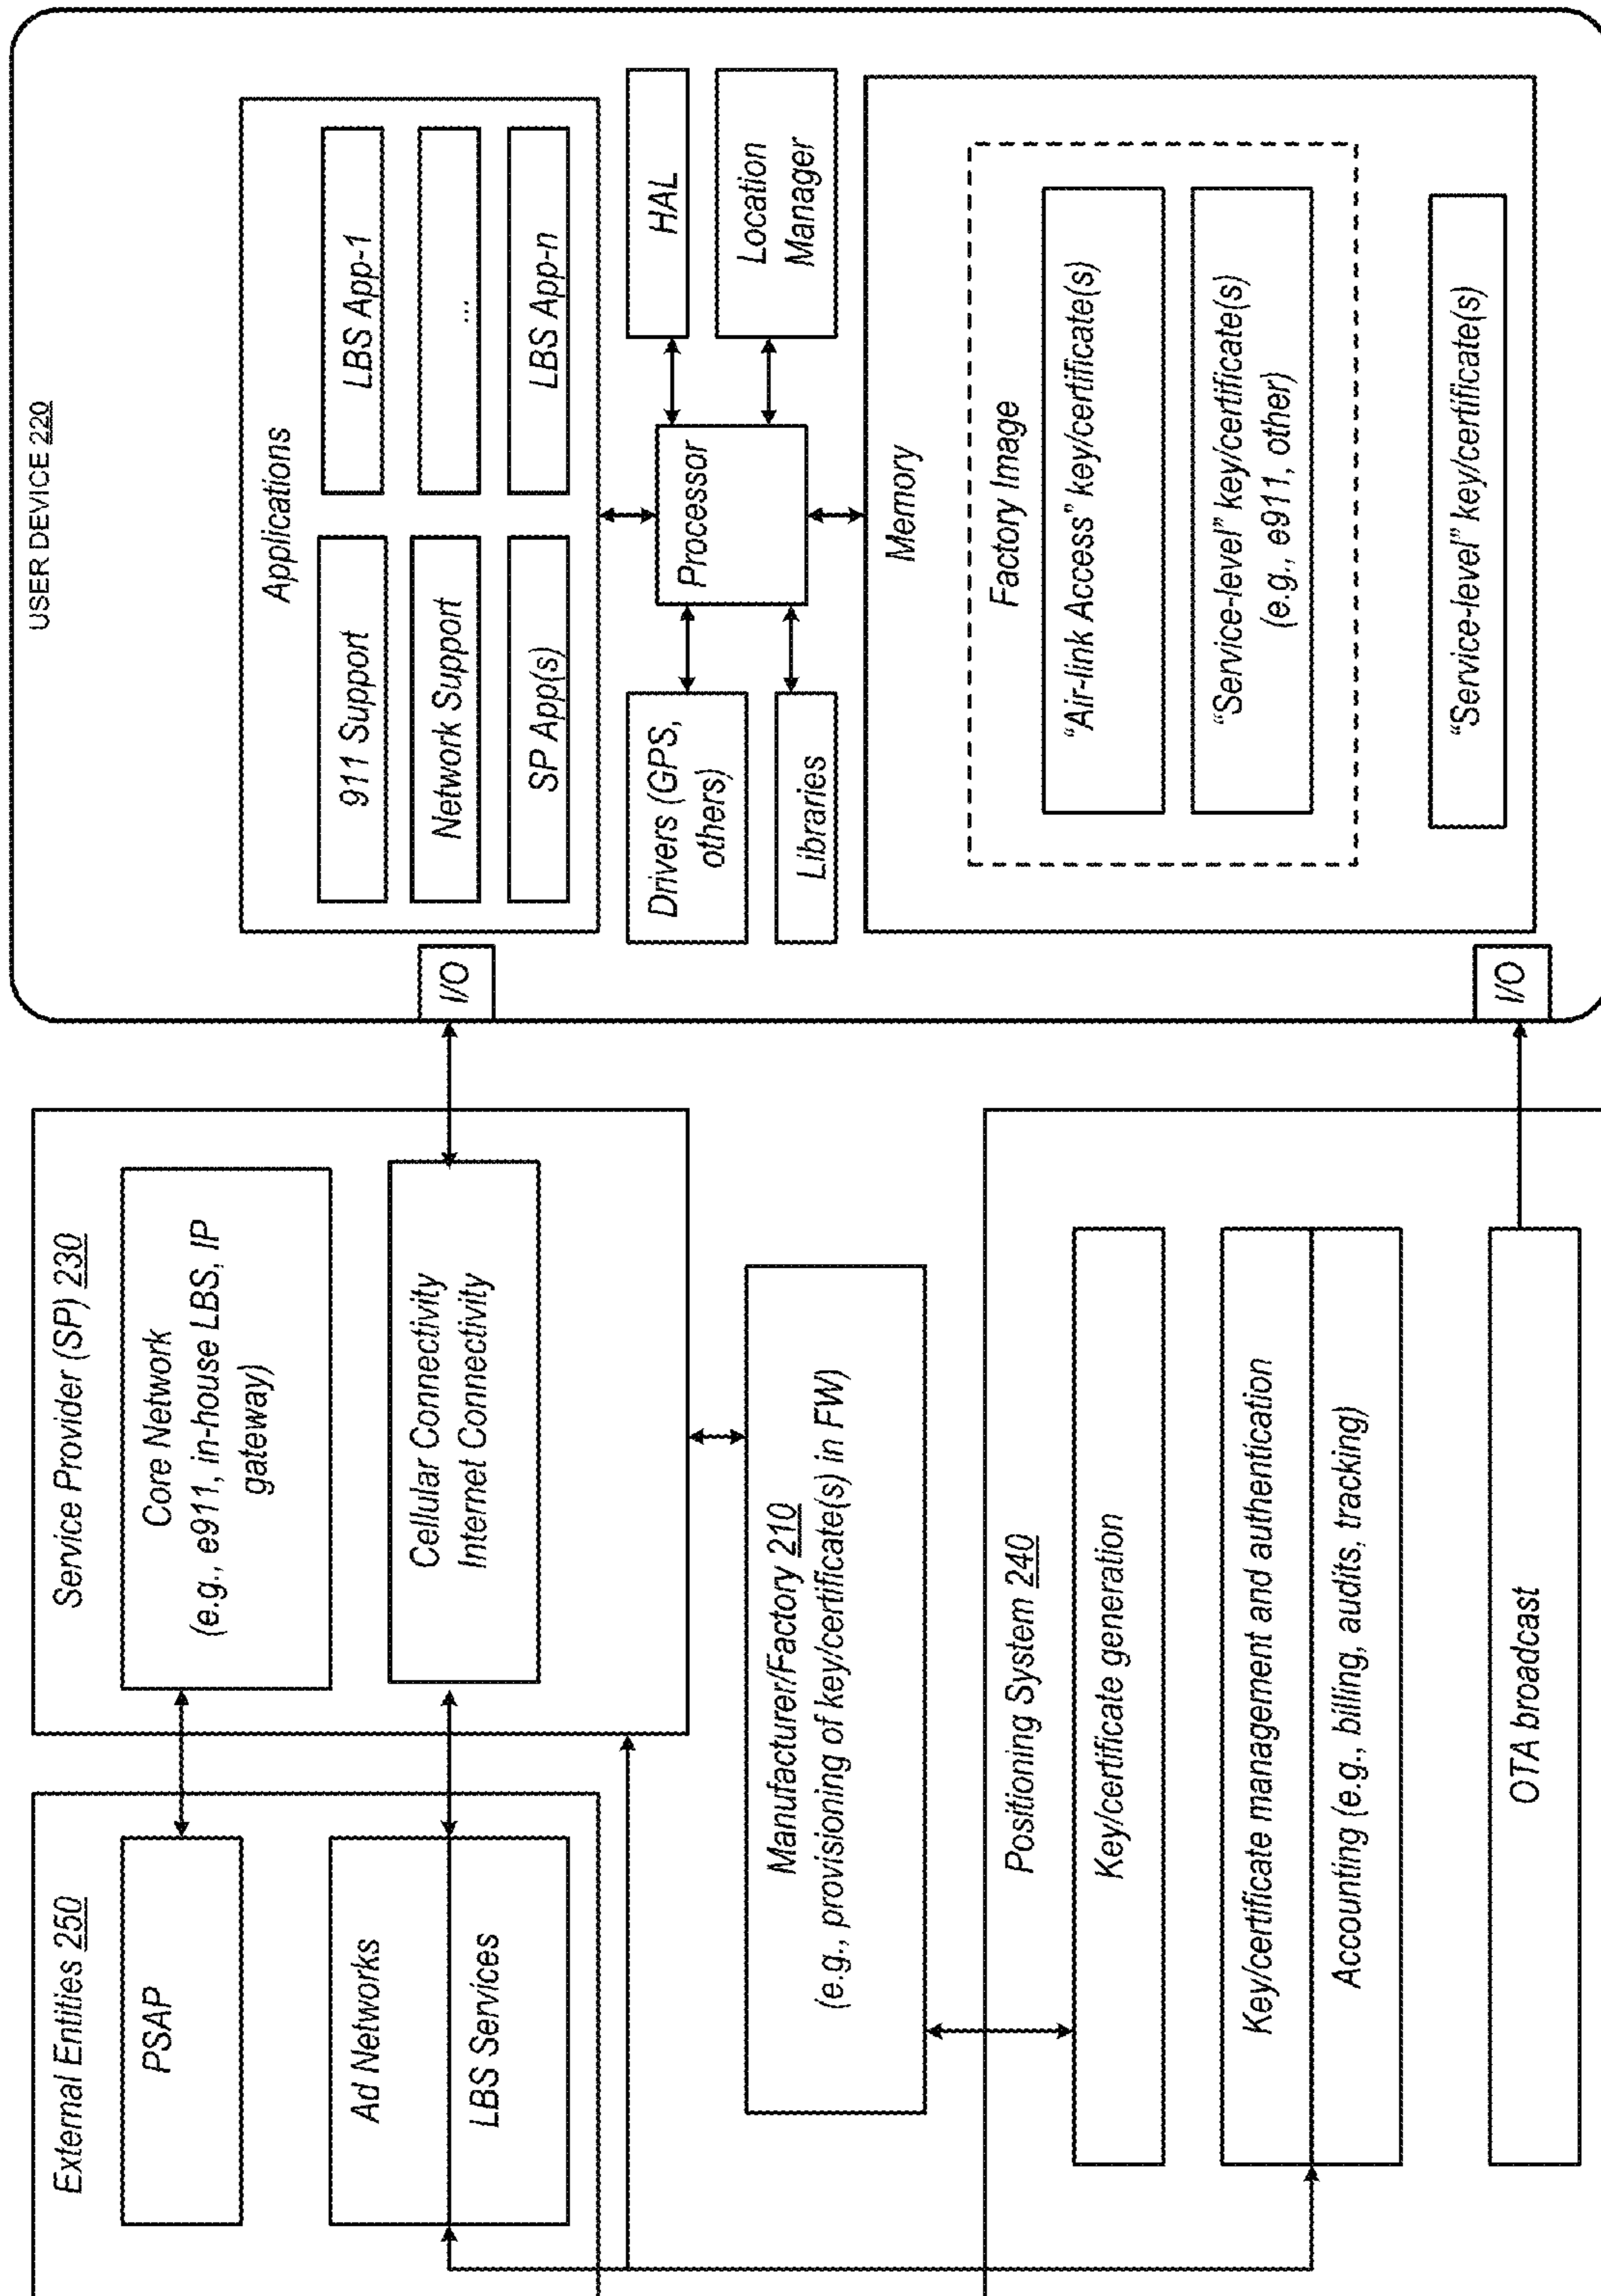 External Entities 250
PSAP
Ad Networks
LBS Services
Service Provider (SP) 230
Core Network
(e.g., e911, in-house LBS, IP
gateway)
Cellular Connectivity
Internet Connectivity
Manufacturer/Factory 210
(e.g., provisioning of key/certificate(s) in FW)
Positioning System 240
Key/certificate generation
Key/certificate management and authentication
Accounting (e.g., billing, audits, tracking)
OTA broadcast
USER DEVICE 220
I/O
I/O
Applications
911 Support
LBS App-1
Network Support
...
SP App(s)
LBS App-n
Drivers (GPS,
others)
Libraries
Processor
HAL
Location
Manager
Memory
Factory Image
“Air-link Access” key/certificate(s)
“Service-level” key/certificate(s)
(e.g., e911, other)
“Service-level” key/certificate(s)